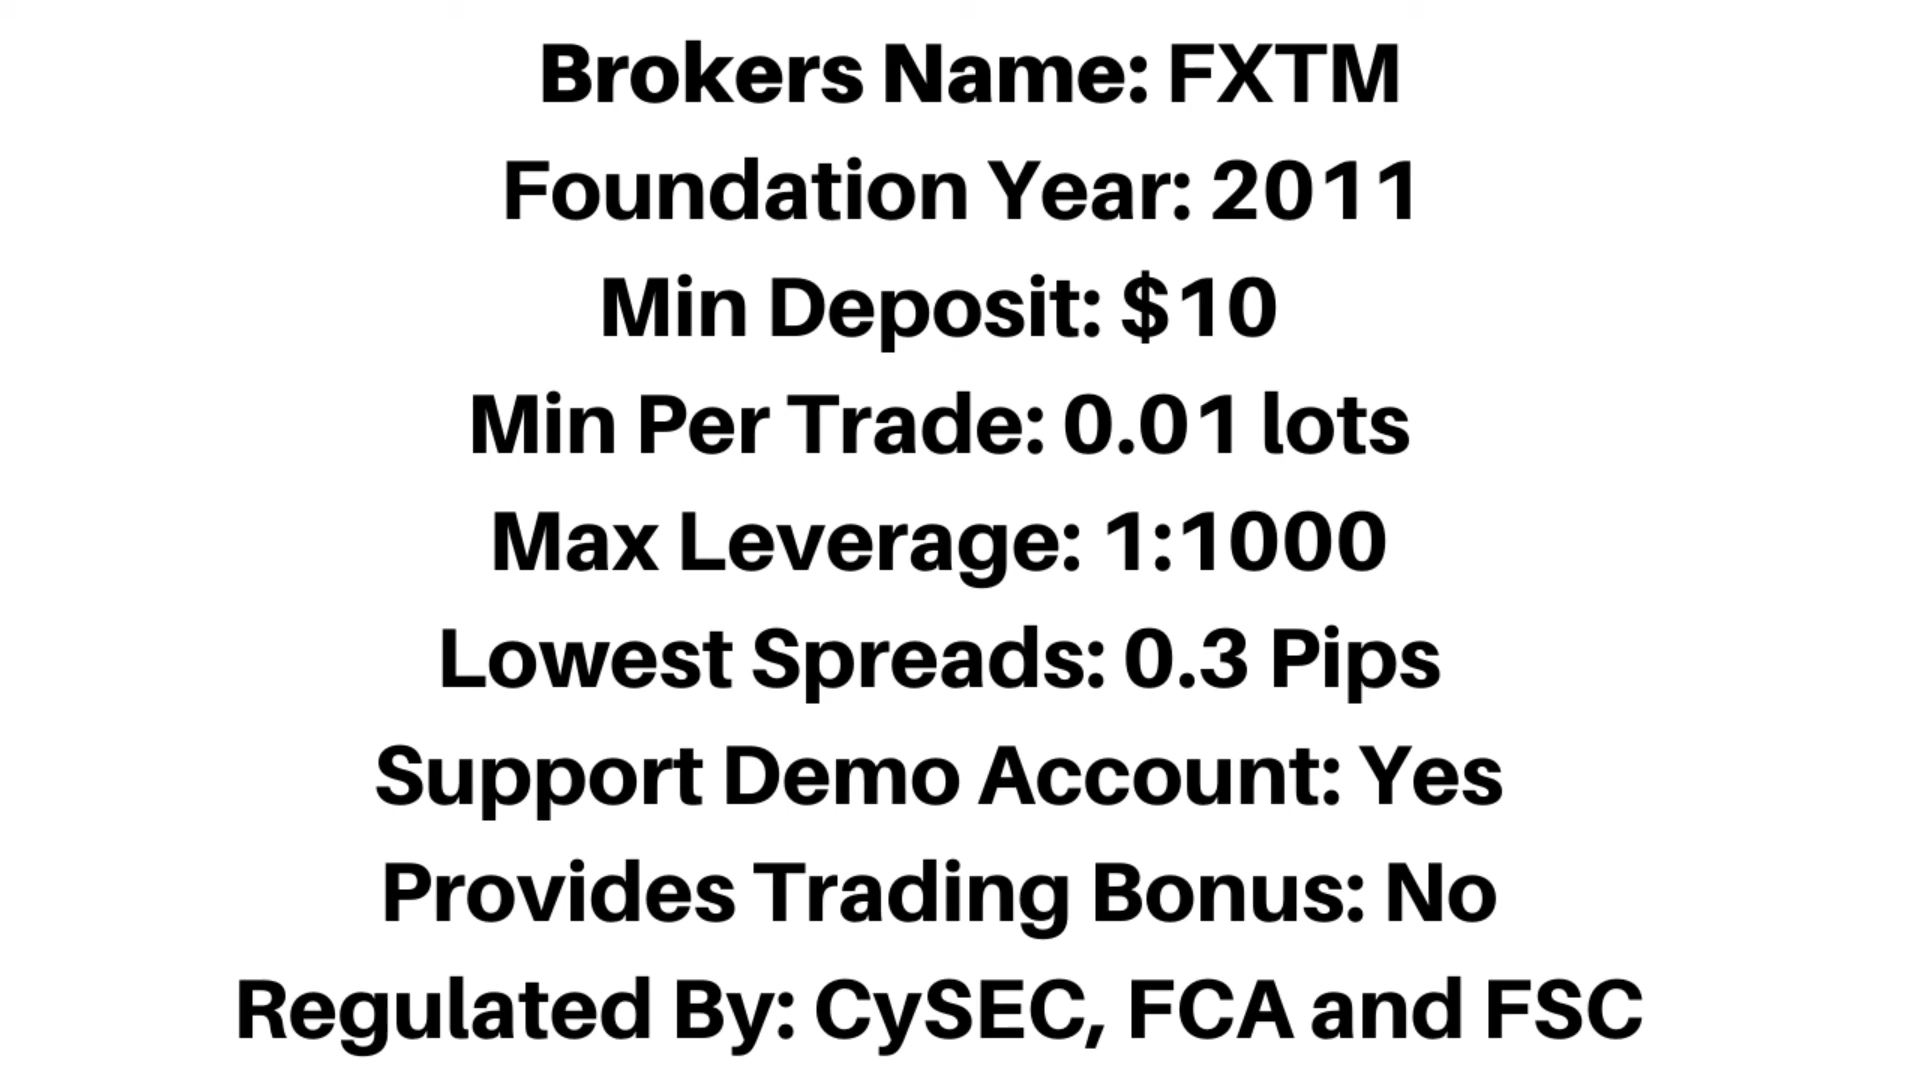 Brokers Name: FXTM
Foundation Year: 2011
Min Deposit: $10
Min Per Trade: 0.01 lots
Max Leverage: 1:1000
Lowest Spreads: 0.3 Pips
Support Demo Account: Yes
Provides Trading Bonus: No
Regulated By: CySEC, FCA and FSC